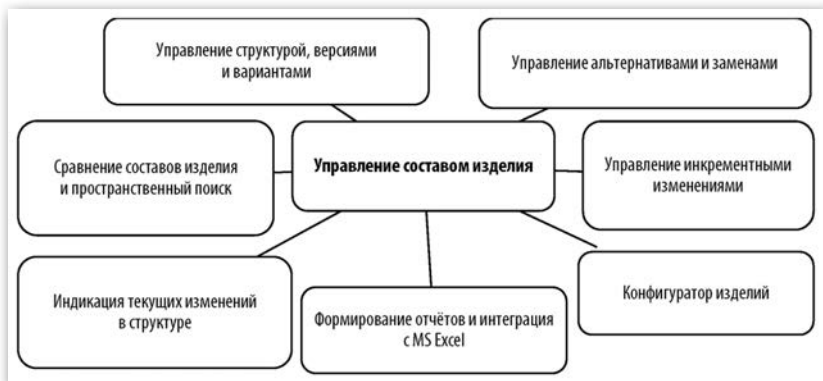 Управление структурой, версиями
и вариантами
Управление альтернативами и заменами
Сравнение составов изделия
и пространственный поиск
Управление составом изделия
Управление инкрементными
изменениями
Индикация текущих изменений
в структуре
Формирование отчётов и интеграция
с MS Excel
Конфигуратор изделий